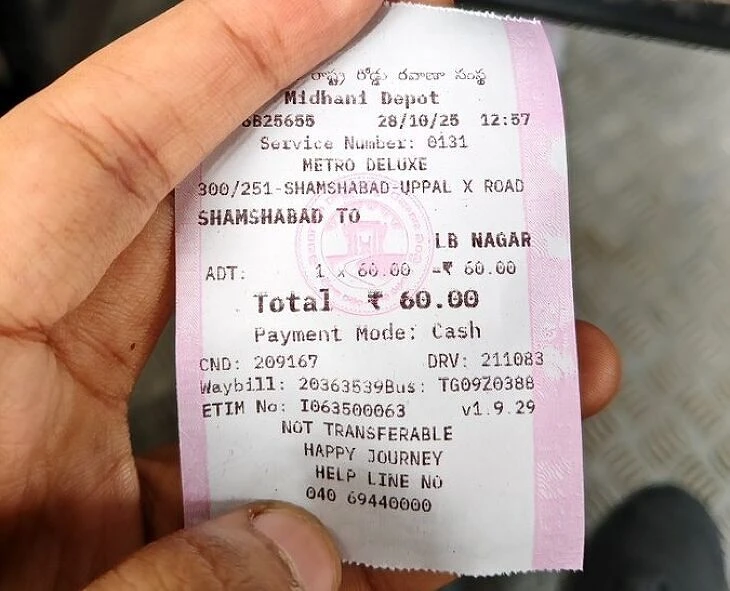 రాష్ట్ర రోడ్డు రవాణా సంస్థ
Midhani Depot
B25655 28/10/25 12:57
Service Number: 0131
METRO DELUXE
300/251-SHAMSHABAD-UPPAL X ROAD
SHAMSHABAD TO
LB NAGAR
ADT: 1 x 60.00 =₹ 60.00
Total ₹ 60.00
Payment Mode: Cash
CND: 209167 DRV: 211083
Waybill: 20363539Bus: TG09Z0388
ETIM No: I063500063 v1.9.29
NOT TRANSFERABLE
HAPPY JOURNEY
HELP LINE NO
040 69440000